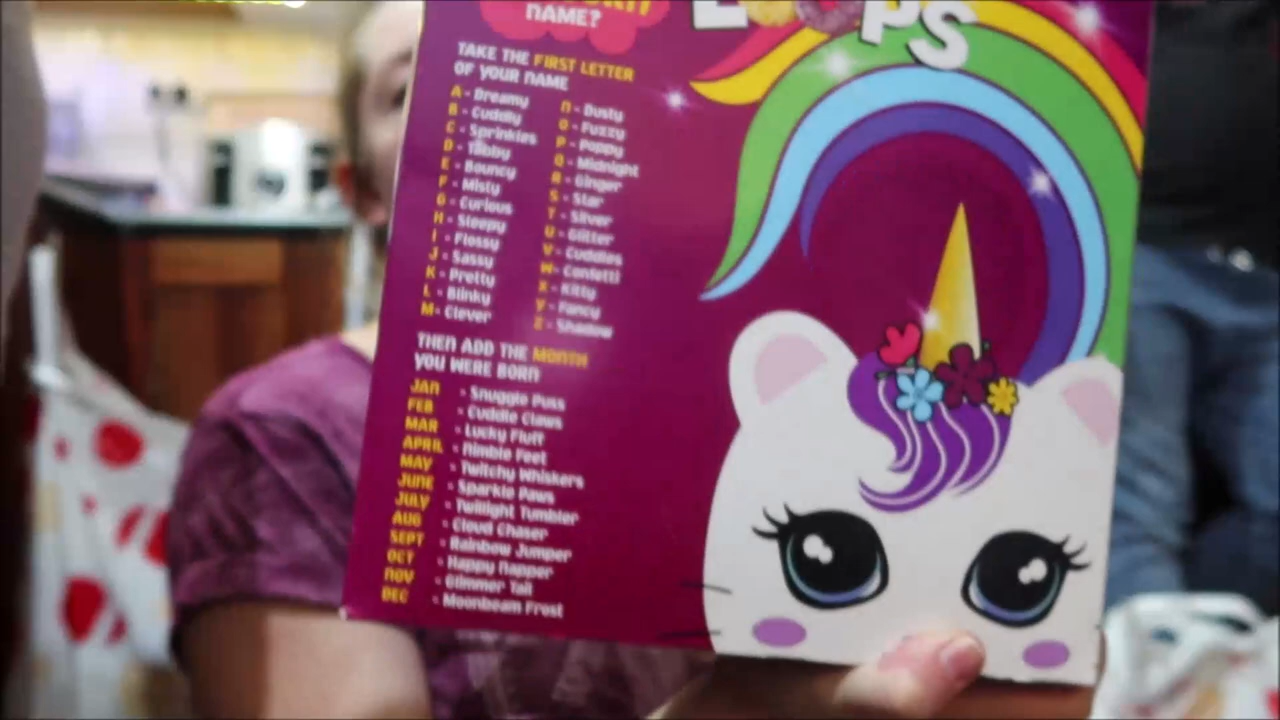 NAME?
OOPS
TAKE THE FIRST LETTER
OF YOUR NAME
A - Dreamy
B - Cuddly
C - Sprinkles
D - Tabby
E - Bouncy
F - Misty
G - Curious
H - Sleepy
I - Flossy
J - Sassy
K - Pretty
L - Blinky
M - Clever
N - Dusty
O - Fuzzy
P - Poppy
Q - Midnight
R - Ginger
S - Star
T - Silver
U - Glitter
V - Cuddles
W - Confetti
X - Kitty
Y - Fancy
Z - Shadow
THEN ADD THE MONTH
YOU WERE BORN
JAN - Snuggle Puss
FEB - Cuddle Claws
MAR - Lucky Fluff
APRIL - Nimble Feet
MAY - Twitchy Whiskers
JUNE - Sparkle Paws
JULY - Twilight Tumbler
AUG - Cloud Chaser
SEPT - Rainbow Jumper
OCT - Happy Napper
NOV - Glimmer Tail
DEC - Moonbeam Frost